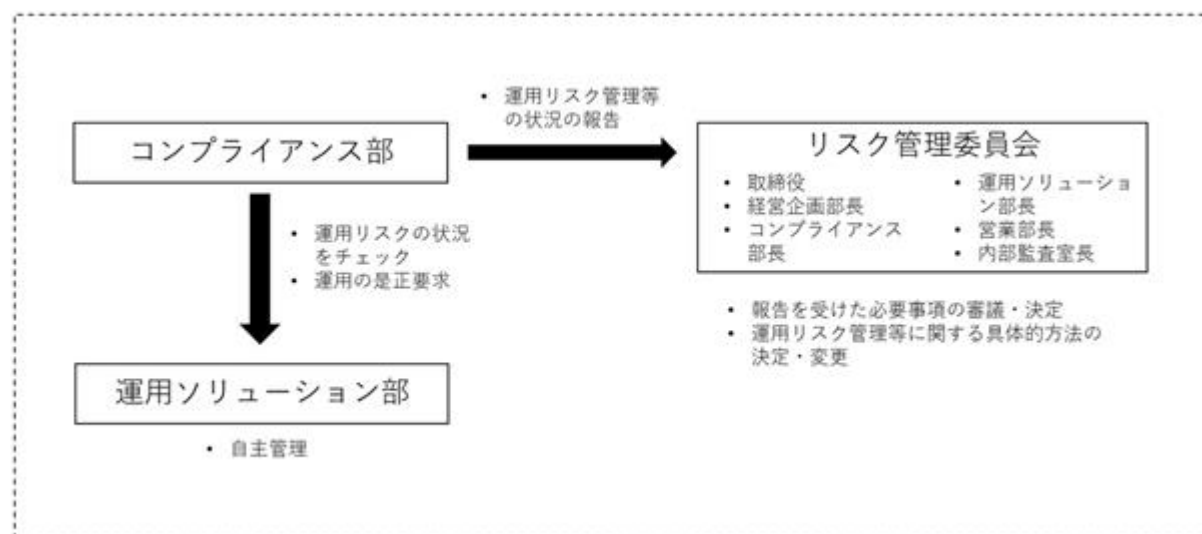 • 運用リスク管理等
の状況の報告
コンプライアンス部
リスク管理委員会
• 取締役
• 経営企画部長
• コンプライアンス
部長
• 運用ソリューショ
ン部長
• 営業部長
• 内部監査室長
• 運用リスクの状況
をチェック
• 運用の是正要求
• 報告を受けた必要事項の審議・決定
• 運用リスク管理等に関する具体的方法の
決定・変更
運用ソリューション部
• 自主管理